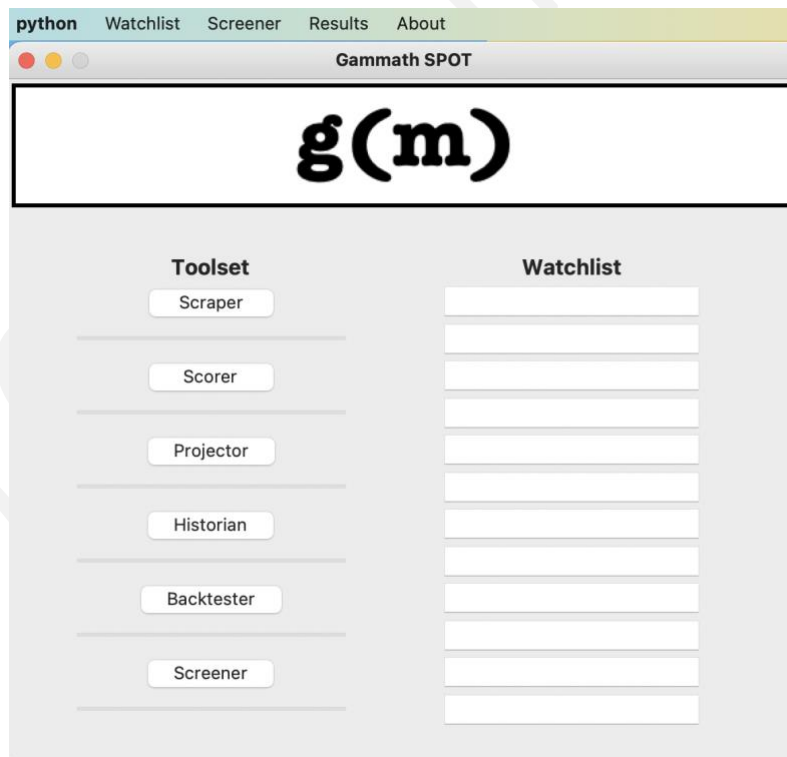 python Watchlist Screener Results About
Gammath SPOT
g(m)
Toolset Watchlist
Scraper
Scorer
Projector
Historian
Backtester
Screener